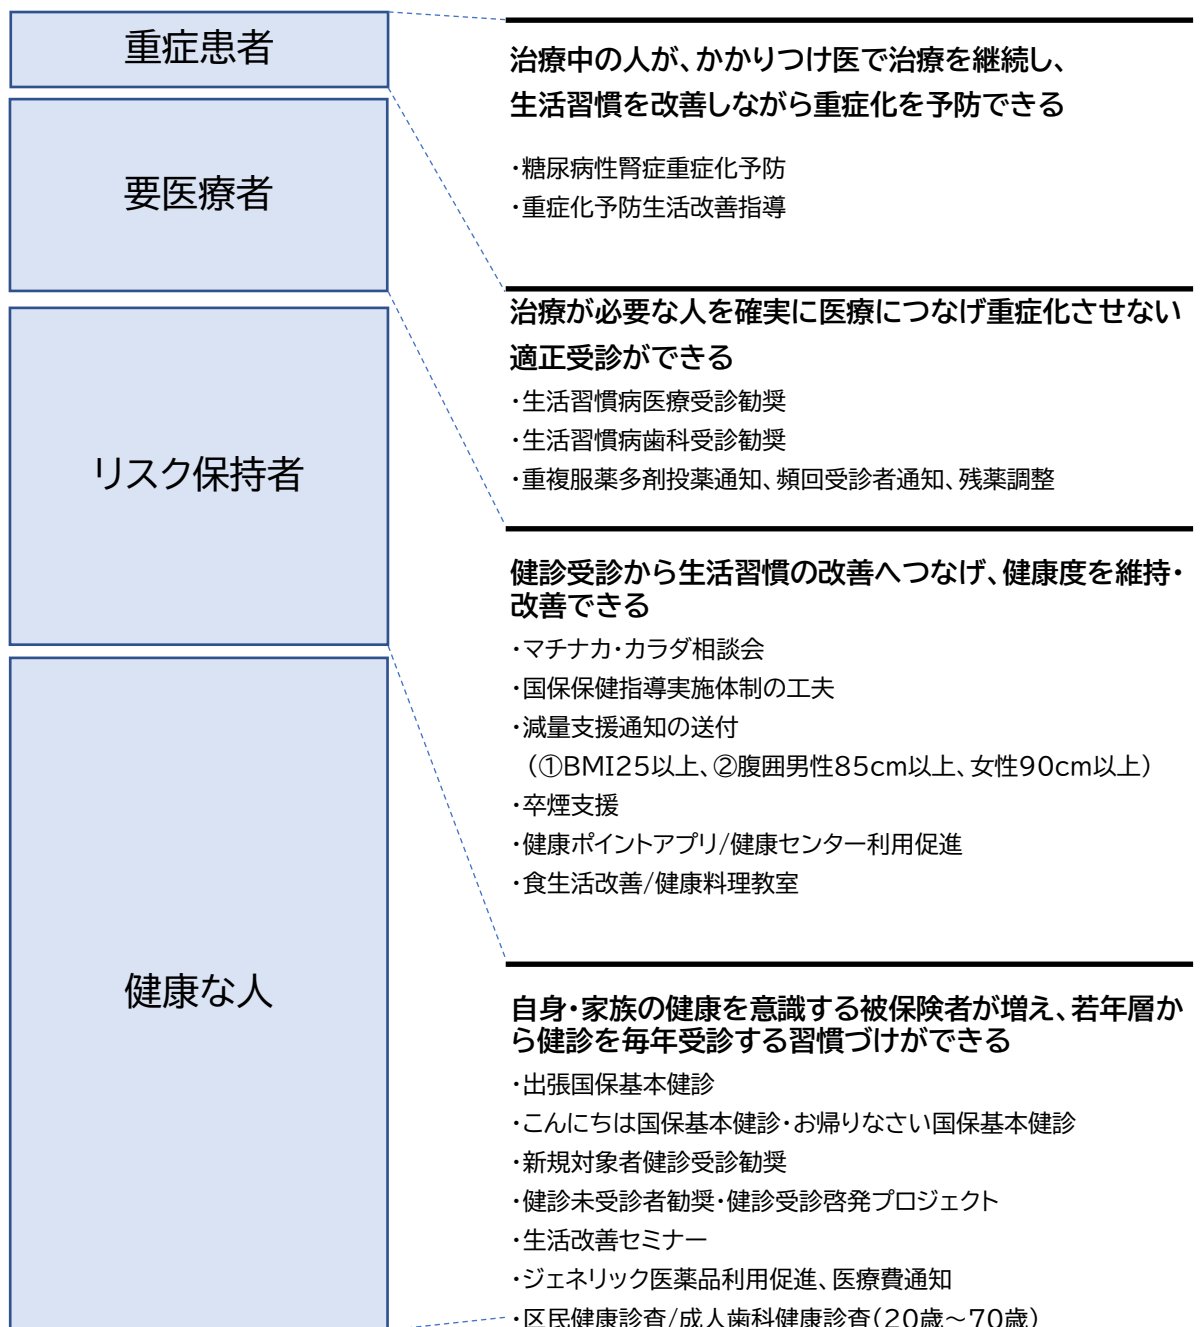 重症患者
治療中の人が、かかりつけ医で治療を継続し、
生活習慣を改善しながら重症化を予防できる
・糖尿病性腎症重症化予防
・重症化予防生活改善指導
要医療者
治療が必要な人を確実に医療につなげ重症化させない
適正受診ができる
・生活習慣病医療受診勧奨
・生活習慣病歯科受診勧奨
・重複服薬多剤投薬通知、頻回受診者通知、残薬調整
リスク保持者
健診受診から生活習慣の改善へつなげ、健康度を維持・
改善できる
・マチナカ・カラダ相談会
・国保保健指導実施体制の工夫
・減量支援通知の送付
（①BMI25以上、②腹囲男性85cm以上、女性90cm以上）
・卒煙支援
・健康ポイントアプリ/健康センター利用促進
・食生活改善/健康料理教室
健康な人
自身・家族の健康を意識する被保険者が増え、若年層か
ら健診を毎年受診する習慣づけができる
・出張国保基本健診
・こんにちは国保基本健診・お帰りなさい国保基本健診
・新規対象者健診受診勧奨
・健診未受診者勧奨・健診受診啓発プロジェクト
・生活改善セミナー
・ジェネリック医薬品利用促進、医療費通知
・区民健康診査/成人歯科健康診査（20歳～70歳）